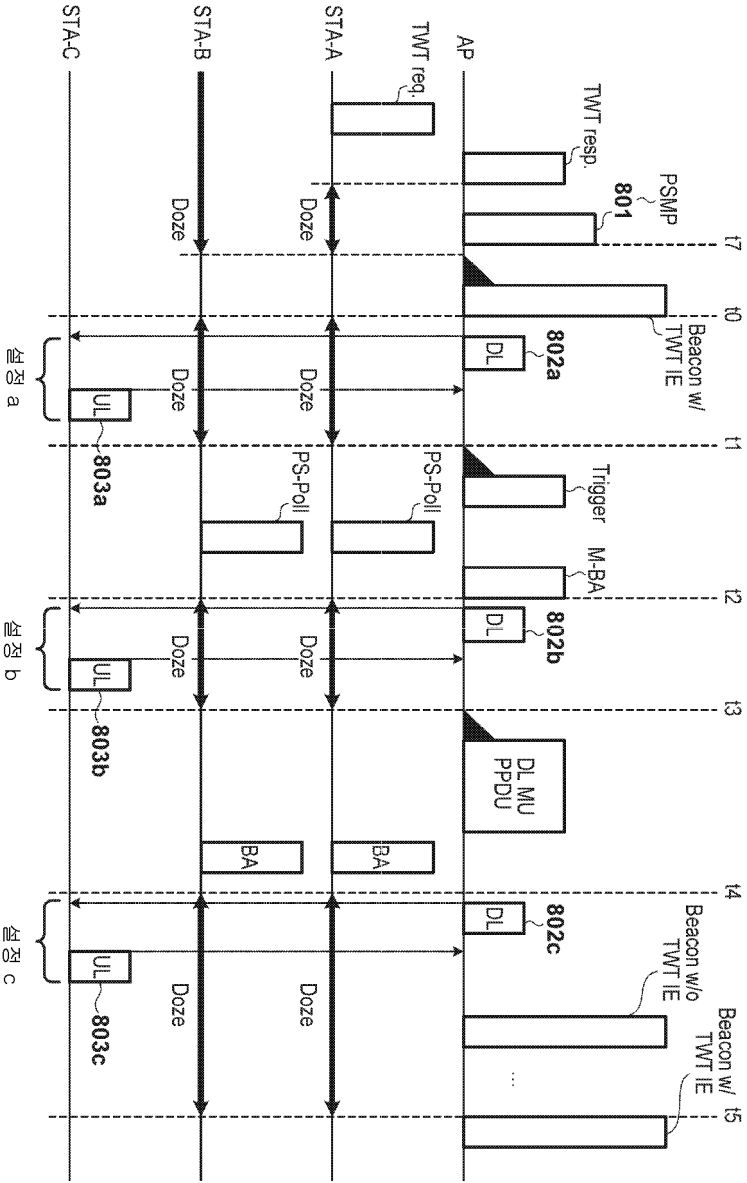 t7
t0
t1
t2
t3
t4
t5
PSMP
801
TWT resp.
TWT req.
Beacon w/
TWT IE
Trigger
M-BA
DL MU
PPDU
Beacon w/o
TWT IE
Beacon w/
TWT IE
...
802a
DL
802b
DL
802c
DL
AP
PS-Poll
BA
STA-A
Doze
Doze
Doze
Doze
PS-Poll
BA
STA-B
Doze
Doze
Doze
Doze
UL
803a
UL
803b
UL
803c
STA-C
설정 a
설정 b
설정 c